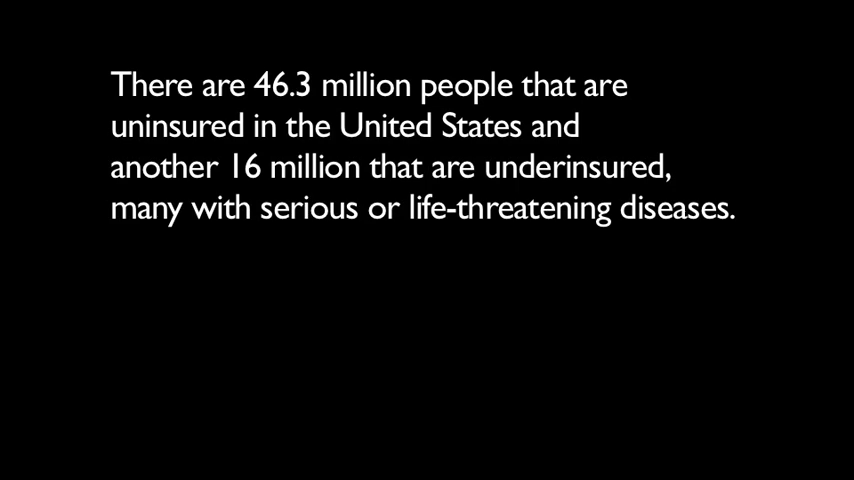 There are 46.3 million people that are
uninsured in the United States and
another 16 million that are underinsured,
many with serious or life-threatening diseases.